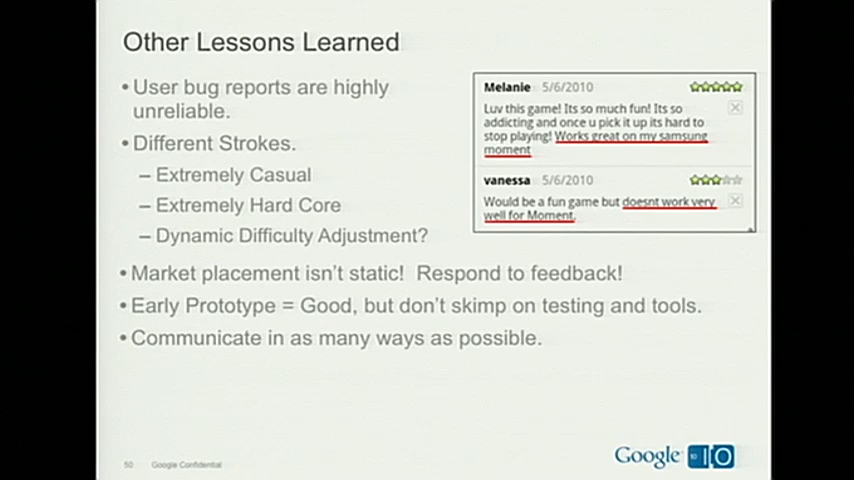 Other Lessons Learned
• User bug reports are highly
unreliable.
• Different Strokes.
– Extremely Casual
– Extremely Hard Core
– Dynamic Difficulty Adjustment?
• Market placement isn't static! Respond to feedback!
• Early Prototype = Good, but don't skimp on testing and tools.
• Communicate in as many ways as possible.
Melanie 5/6/2010
Luv this game! Its so much fun! Its so
addicting and once u pick it up its hard to
stop playing! Works great on my samsung
moment
vanessa 5/6/2010
Would be a fun game but doesnt work very
well for Moment.
50 Google Confidential
Google 10 IO